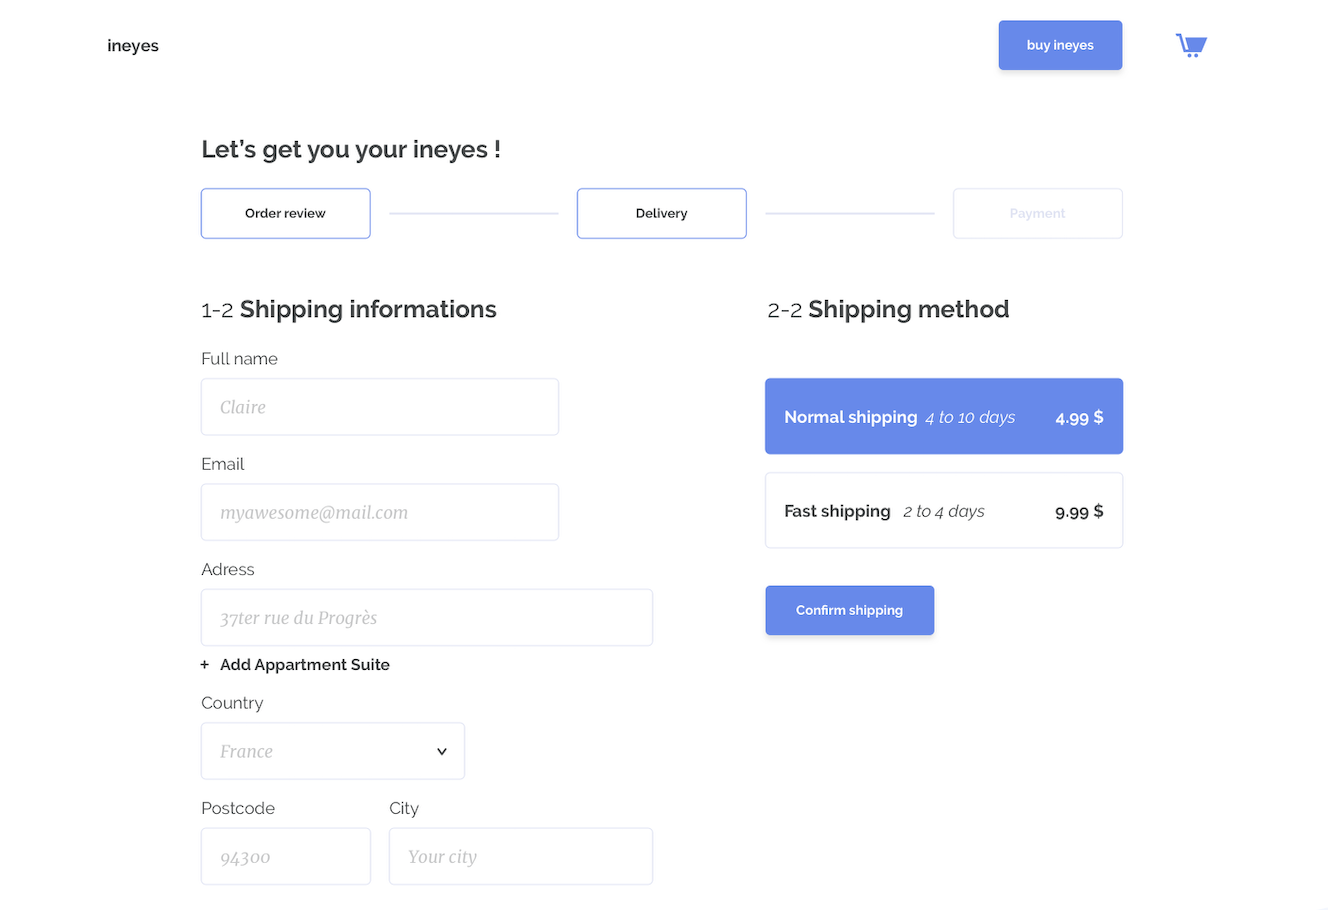 ineyes
buy ineyes
Let’s get you your ineyes !
Order review
Delivery
Payment
1-2 Shipping informations
Full name
Claire
Email
myawesome@mail.com
Adress
37ter rue du Progrès
+ Add Appartment Suite
Country
France
Postcode
City
94300
Your city
2-2 Shipping method
Normal shipping 4 to 10 days 4.99 $
Fast shipping 2 to 4 days 9.99 $
Confirm shipping